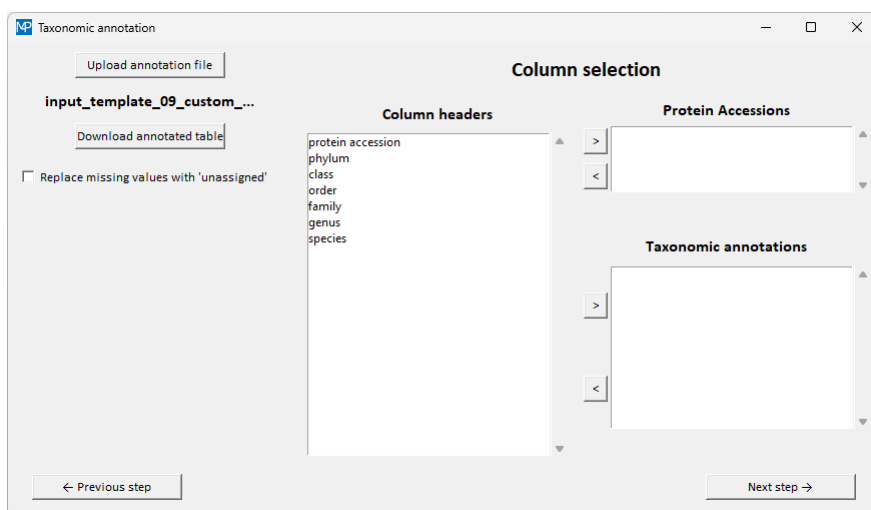 MP Taxonomic annotation
Upload annotation file
input_template_09_custom_...
Download annotated table
Replace missing values with 'unassigned'
Column selection
Column headers
protein accession
phylum
class
order
family
genus
species
Protein Accessions
>
<
Taxonomic annotations
>
<
← Previous step
Next step →